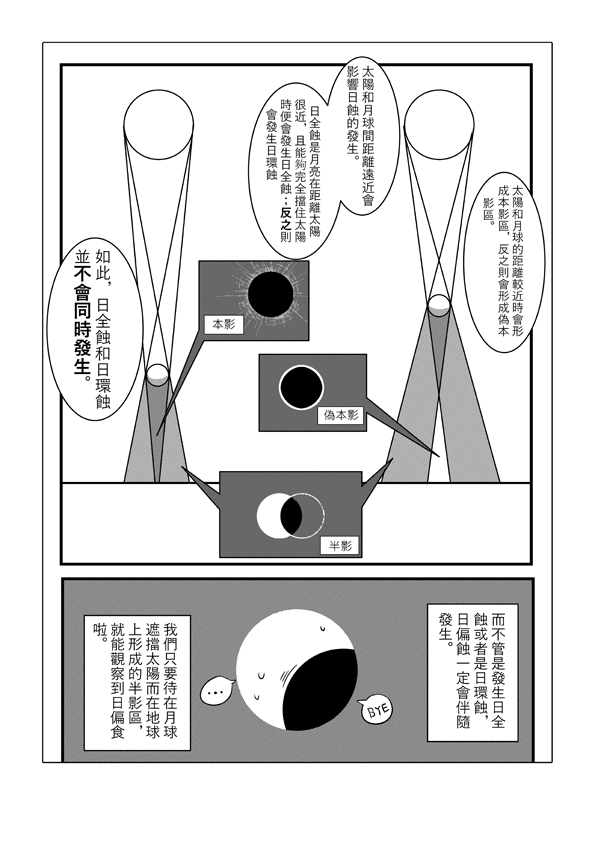 太陽和月球的距離較近時會形
成本影區，反之則會形成偽本
影區。
太陽和月球間距離遠近會
影響日蝕的發生。
日全蝕是月亮在距離太陽
很近，且能夠完全擋住太陽
時便會發生日全蝕；反之則
會發生日環蝕
如此，日全蝕和日環蝕
並不會同時發生。
本影
偽本影
半影
而不管是發生日全
蝕或者是日環蝕，
日偏蝕一定會伴隨
發生。
BYE
...
我們只要待在月球
遮擋太陽而在地球
上形成的半影區，
就能觀察到日偏食
啦。